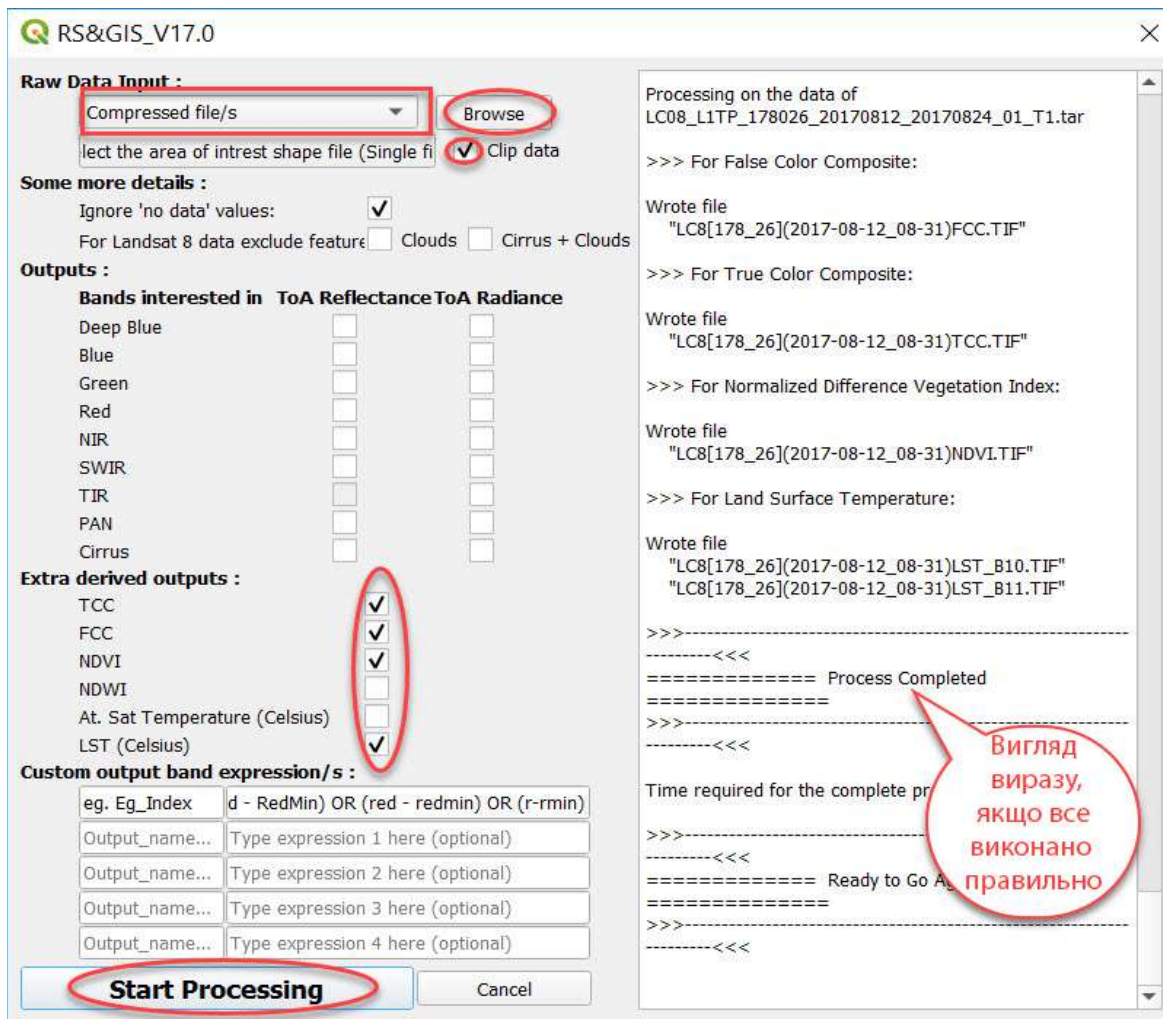 RS&GIS_V17.0
Raw Data Input :
Compressed file/s
Browse
lect the area of intrest shape file (Single fi
Clip data
Some more details :
Ignore 'no data' values:
For Landsat 8 data exclude feature
Clouds
Cirrus + Clouds
Outputs :
Bands interested in ToA Reflectance ToA Radiance
Deep Blue
Blue
Green
Red
NIR
SWIR
TIR
PAN
Cirrus
Extra derived outputs :
TCC
FCC
NDVI
NDWI
At. Sat Temperature (Celsius)
LST (Celsius)
Custom output band expression/s :
eg. Eg_Index
d - RedMin) OR (red - redmin) OR (r-rmin)
Output_name...
Type expression 1 here (optional)
Output_name...
Type expression 2 here (optional)
Output_name...
Type expression 3 here (optional)
Output_name...
Type expression 4 here (optional)
Start Processing
Cancel
Processing on the data of
LC08_L1TP_178026_20170812_20170824_01_T1.tar
>>> For False Color Composite:
Wrote file
"LC8[178_26](2017-08-12_08-31)FCC.TIF"
>>> For True Color Composite:
Wrote file
"LC8[178_26](2017-08-12_08-31)TCC.TIF"
>>> For Normalized Difference Vegetation Index:
Wrote file
"LC8[178_26](2017-08-12_08-31)NDVI.TIF"
>>> For Land Surface Temperature:
Wrote file
"LC8[178_26](2017-08-12_08-31)LST_B10.TIF"
"LC8[178_26](2017-08-12_08-31)LST_B11.TIF"
>>>----------------------------------------------------------
---------<<<
============== Process Completed
===============
>>>----------------------------------------------------------
---------<<<
Time required for the complete
>>>----------------------------------------------------------
---------<<<
============== Ready to Go
===============
>>>----------------------------------------------------------
---------<<<
Вигляд
виразу,
якщо все
виконано
правильно